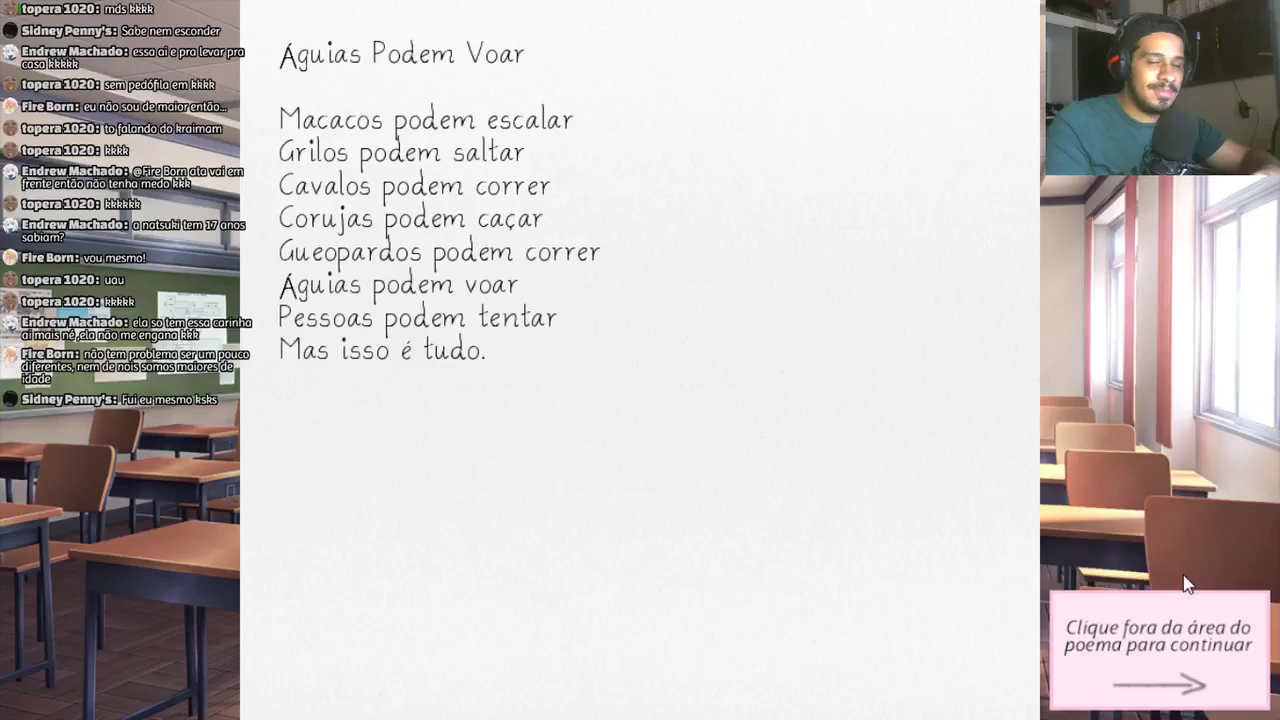 topera 1020: mds kkkk
Sidney Penny's: Sabe nem esconder
Endrew Machado: essa ai e pra levar pra
casa kkkkk
topera 1020: sem pedófila em kkkk
Fire Born: eu não sou de maior então...
topera 1020: to falando do kraimam
topera 1020: kkkk
Endrew Machado: @Fire Born ata vai em
frente então não tenha medo kkk
topera 1020: kkkkkk
Endrew Machado: a natsuki tem 17 anos
sabiam?
Fire Born: vou mesmo!
topera 1020: uau
topera 1020: kkkkk
Endrew Machado: ela so tem essa carinha
ai mais né ,ela não me engana kkk
Fire Born: não tem problema ser um pouco
diferentes, nem de nois somos maiores de
idade
Sidney Penny's: Fui eu mesmo ksks
Águias Podem Voar
Macacos podem escalar
Grilos podem saltar
Cavalos podem correr
Corujas podem caçar
Gueopardos podem correr
Águias podem voar
Pessoas podem tentar
Mas isso é tudo.
Clique fora da área do
poema para continuar